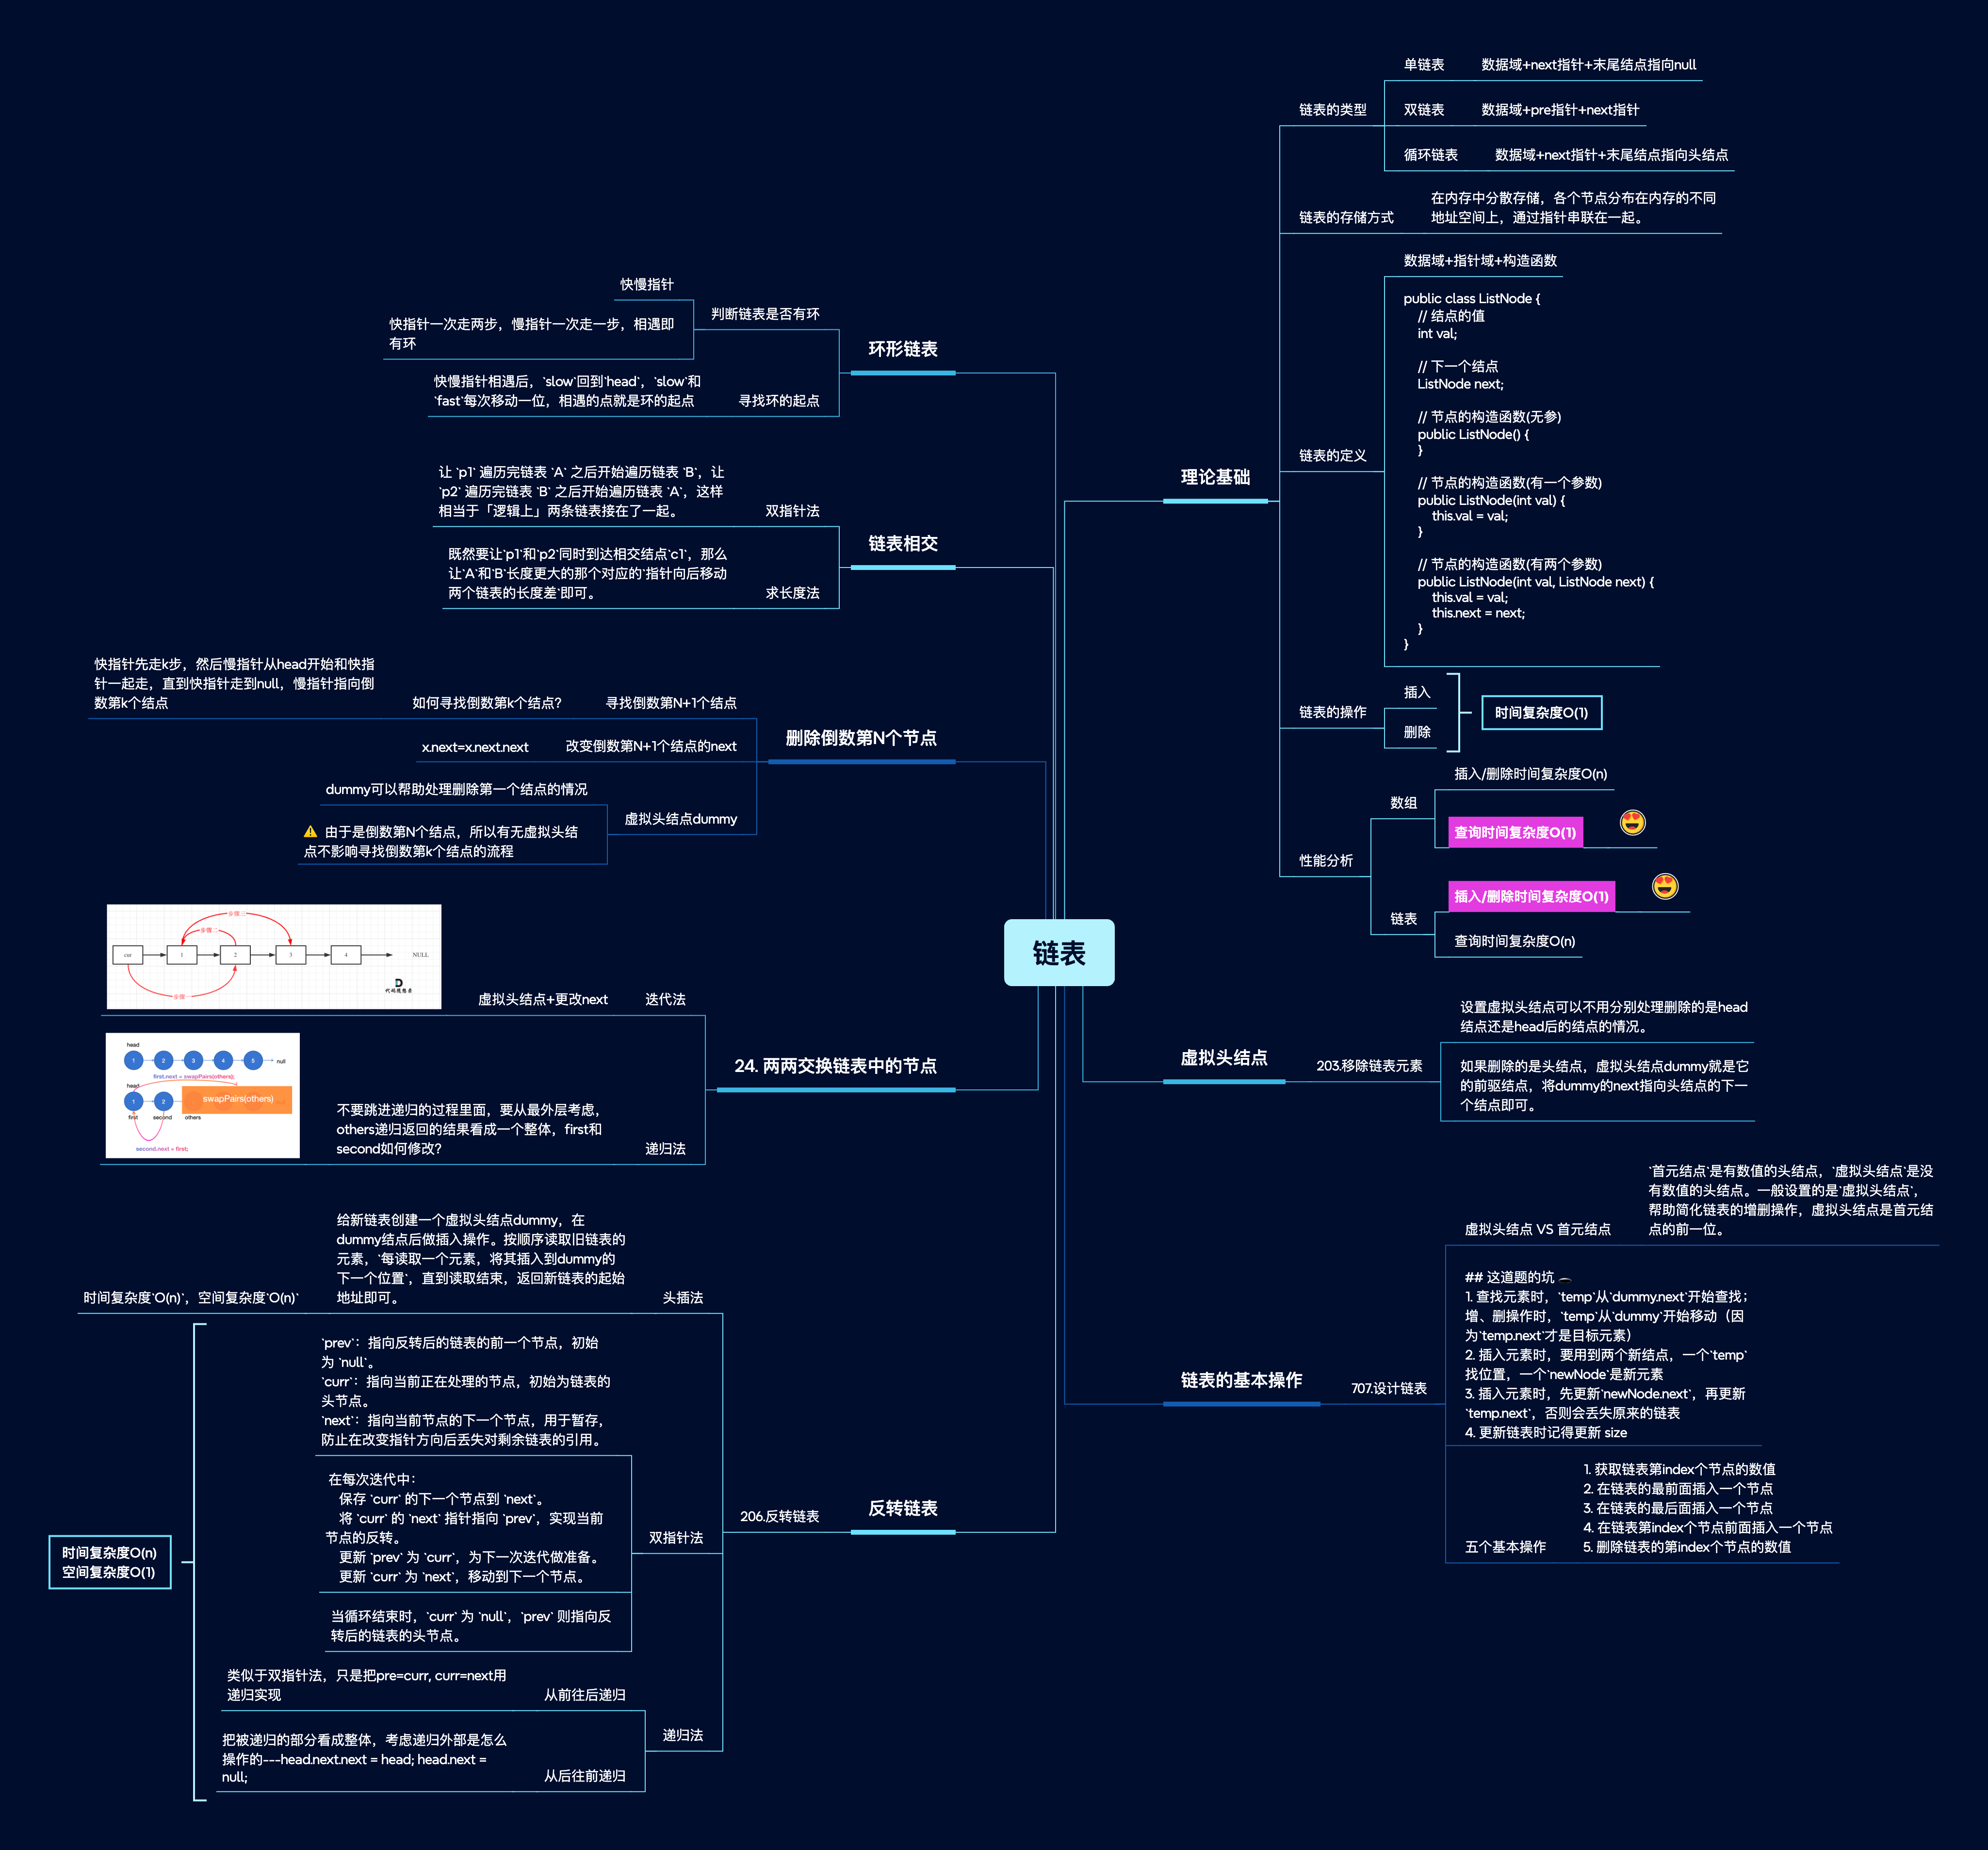 链表
理论基础
链表的类型
单链表
数据域+next指针+末尾结点指向null
双链表
数据域+pre指针+next指针
循环链表
数据域+next指针+末尾结点指向头结点
链表的存储方式
在内存中分散存储，各个节点分布在内存的不同
地址空间上，通过指针串联在一起。
链表的定义
数据域+指针域+构造函数
public class ListNode {
// 结点的值
int val;
// 下一个结点
ListNode next;
// 节点的构造函数(无参)
public ListNode() {
}
// 节点的构造函数(有一个参数)
public ListNode(int val) {
this.val = val;
}
// 节点的构造函数(有两个参数)
public ListNode(int val, ListNode next) {
this.val = val;
this.next = next;
}
}
链表的操作
插入
删除
时间复杂度O(1)
性能分析
数组
插入/删除时间复杂度O(n)
查询时间复杂度O(1)
链表
插入/删除时间复杂度O(1)
查询时间复杂度O(n)
虚拟头结点
203.移除链表元素
设置虚拟头结点可以不用分别处理删除的是head
结点还是head后的结点的情况。
如果删除的是头结点，虚拟头结点dummy就是它
的前驱结点，将dummy的next指向头结点的下一
个结点即可。
链表的基本操作
707.设计链表
虚拟头结点 VS 首元结点
`首元结点`是有数值的头结点，`虚拟头结点`是没
有数值的头结点。一般设置的是`虚拟头结点`，
帮助简化链表的增删操作，虚拟头结点是首元结
点的前一位。
## 这道题的坑 🕳
1. 查找元素时，`temp`从`dummy.next`开始查找；
增、删操作时，`temp`从`dummy`开始移动（因
为`temp.next`才是目标元素）
2. 插入元素时，要用到两个新结点，一个`temp`
找位置，一个`newNode`是新元素
3. 插入元素时，先更新`newNode.next`，再更新
`temp.next`，否则会丢失原来的链表
4. 更新链表时记得更新 size
五个基本操作
1. 获取链表第index个节点的数值
2. 在链表的最前面插入一个节点
3. 在链表的最后面插入一个节点
4. 在链表第index个节点前面插入一个节点
5. 删除链表的第index个节点的数值
环形链表
判断链表是否有环
快慢指针
快指针一次走两步，慢指针一次走一步，相遇即
有环
寻找环的起点
快慢指针相遇后，`slow`回到`head`，`slow`和
`fast`每次移动一位，相遇的点就是环的起点
链表相交
双指针法
让 `p1` 遍历完链表 `A` 之后开始遍历链表 `B`，让
`p2` 遍历完链表 `B` 之后开始遍历链表 `A`，这样
相当于「逻辑上」两条链表接在了一起。
求长度法
既然要让`p1`和`p2`同时到达相交结点`c1`，那么
让`A`和`B`长度更大的那个对应的`指针向后移动
两个链表的长度差`即可。
删除倒数第N个节点
寻找倒数第N+1个结点
如何寻找倒数第k个结点？
快指针先走k步，然后慢指针从head开始和快指
针一起走，直到快指针走到null，慢指针指向倒
数第k个结点
改变倒数第N+1个结点的next
x.next=x.next.next
虚拟头结点dummy
dummy可以帮助处理删除第一个结点的情况
⚠️ 由于是倒数第N个结点，所以有无虚拟头结
点不影响寻找倒数第k个结点的流程
24. 两两交换链表中的节点
迭代法
虚拟头结点+更改next
步骤三
步骤二
cur
1
2
3
4
NULL
步骤一
代码随想录
递归法
不要跳进递归的过程里面，要从最外层考虑，
others递归返回的结果看成一个整体，first和
second如何修改？
head
1
2
3
4
5
null
first.next = swapPairs(others);
head
1
2
swapPairs(others)
first
second
others
second.next = first;
反转链表
206.反转链表
头插法
给新链表创建一个虚拟头结点dummy，在
dummy结点后做插入操作。按顺序读取旧链表的
元素，`每读取一个元素，将其插入到dummy的
下一个位置`，直到读取结束，返回新链表的起始
地址即可。
时间复杂度`O(n)`，空间复杂度`O(n)`
双指针法
`prev`：指向反转后的链表的前一个节点，初始
为 `null`。
`curr`：指向当前正在处理的节点，初始为链表的
头节点。
`next`：指向当前节点的下一个节点，用于暂存，
防止在改变指针方向后丢失对剩余链表的引用。
在每次迭代中：
保存 `curr` 的下一个节点到 `next`。
将 `curr` 的 `next` 指针指向 `prev`，实现当前
节点的反转。
更新 `prev` 为 `curr`，为下一次迭代做准备。
更新 `curr` 为 `next`，移动到下一个节点。
当循环结束时，`curr` 为 `null`，`prev` 则指向反
转后的链表的头节点。
递归法
从前往后递归
类似于双指针法，只是把pre=curr, curr=next用
递归实现
从后往前递归
把被递归的部分看成整体，考虑递归外部是怎么
操作的---head.next.next = head; head.next =
null;
时间复杂度O(n)
空间复杂度O(1)